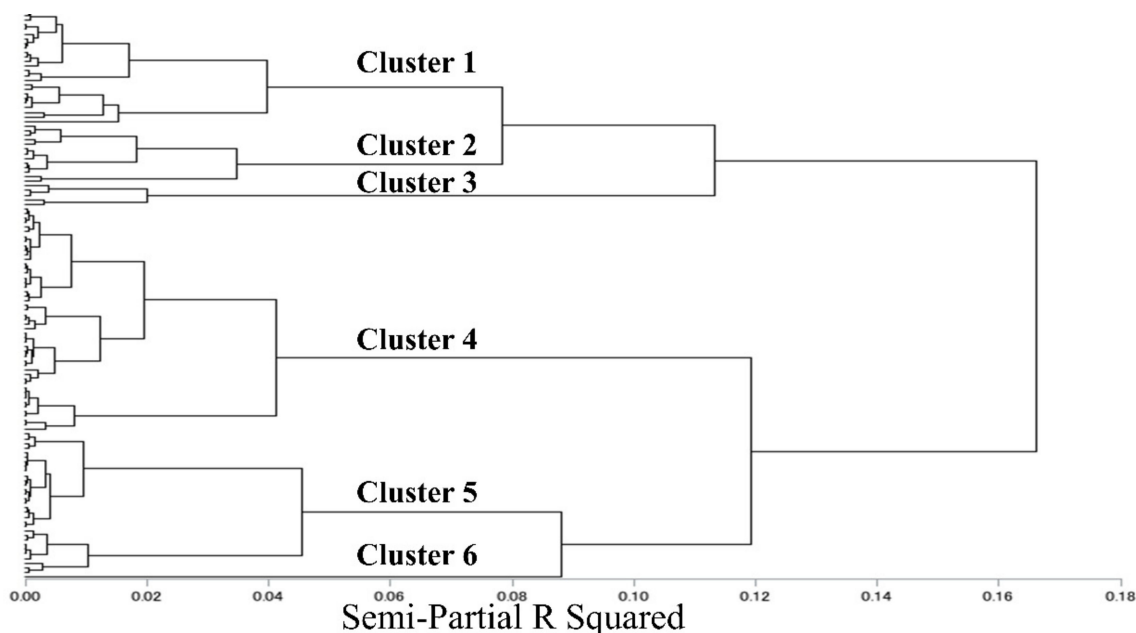 Cluster 1
Cluster 2
Cluster 3
Cluster 4
Cluster 5
Cluster 6
0.00 0.02 0.04 0.06 0.08 0.10 0.12 0.14 0.16 0.18
Semi-Partial R Squared